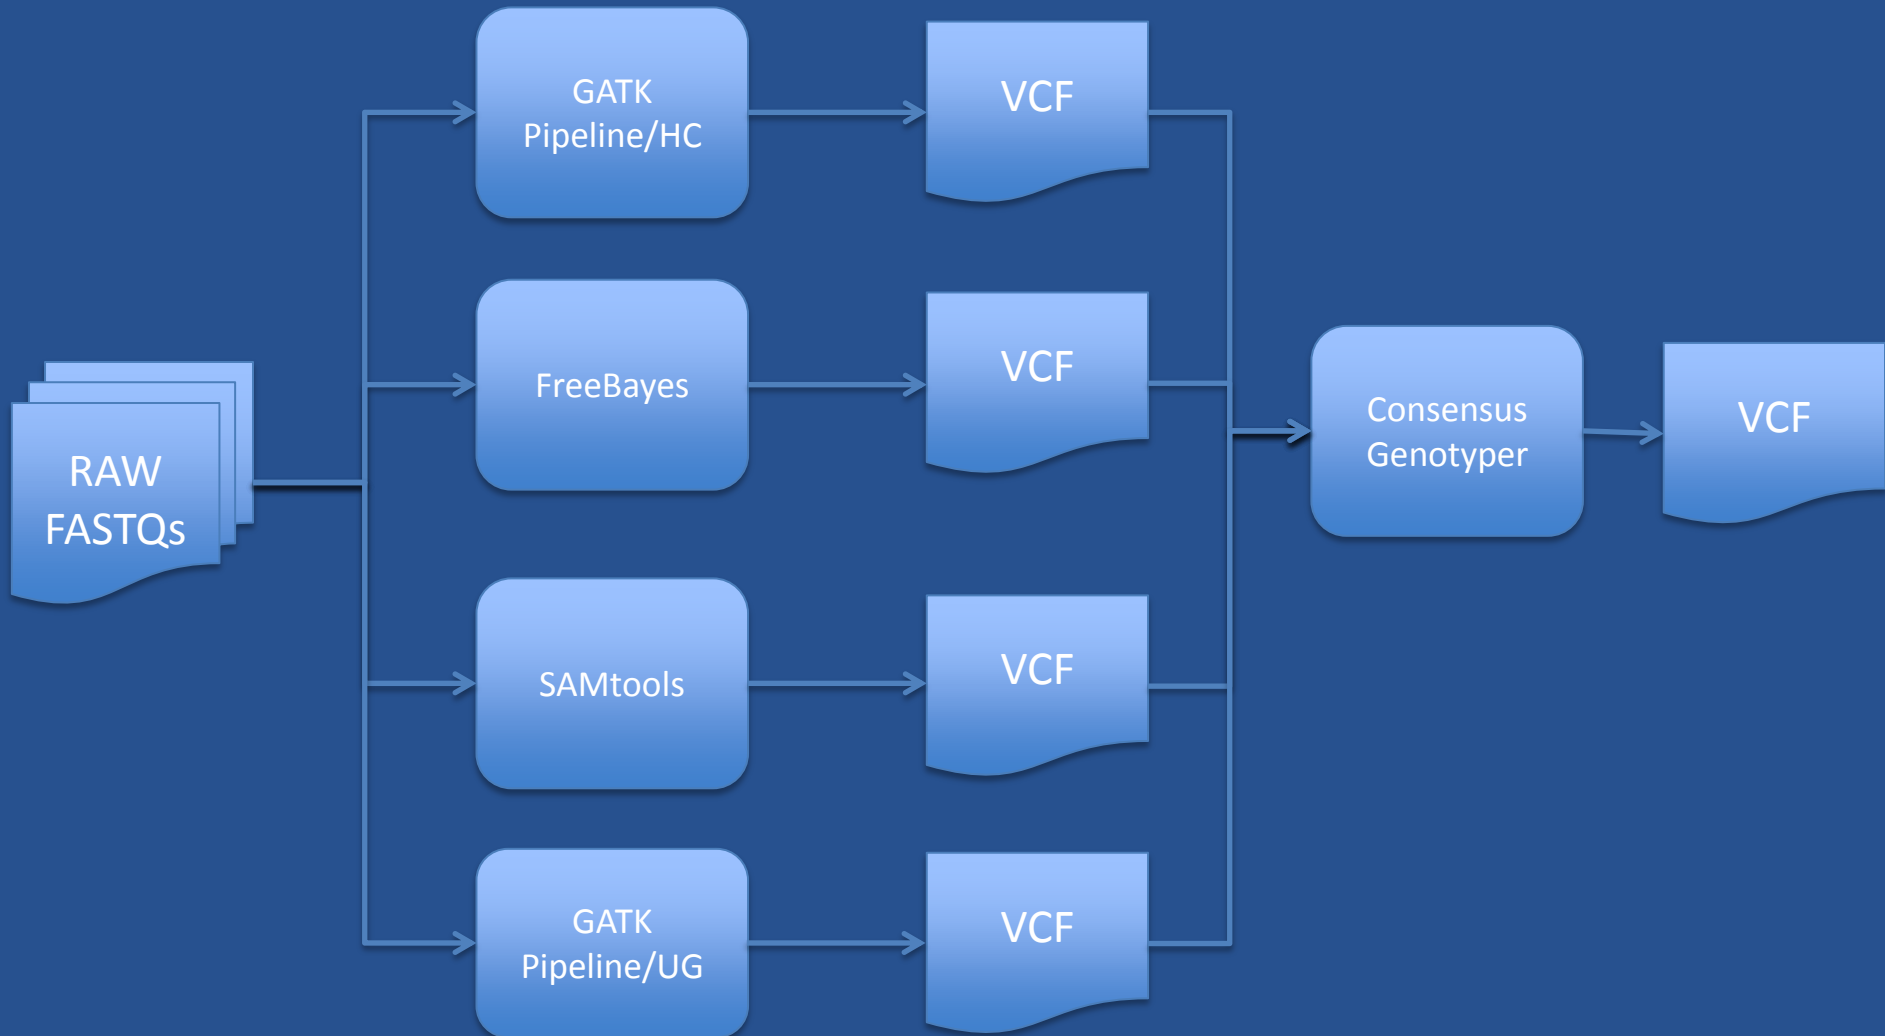 RAW
FASTQs
GATK
Pipeline/HC
VCF
FreeBayes
VCF
SAMtools
VCF
GATK
Pipeline/UG
VCF
Consensus
Genotyper
VCF